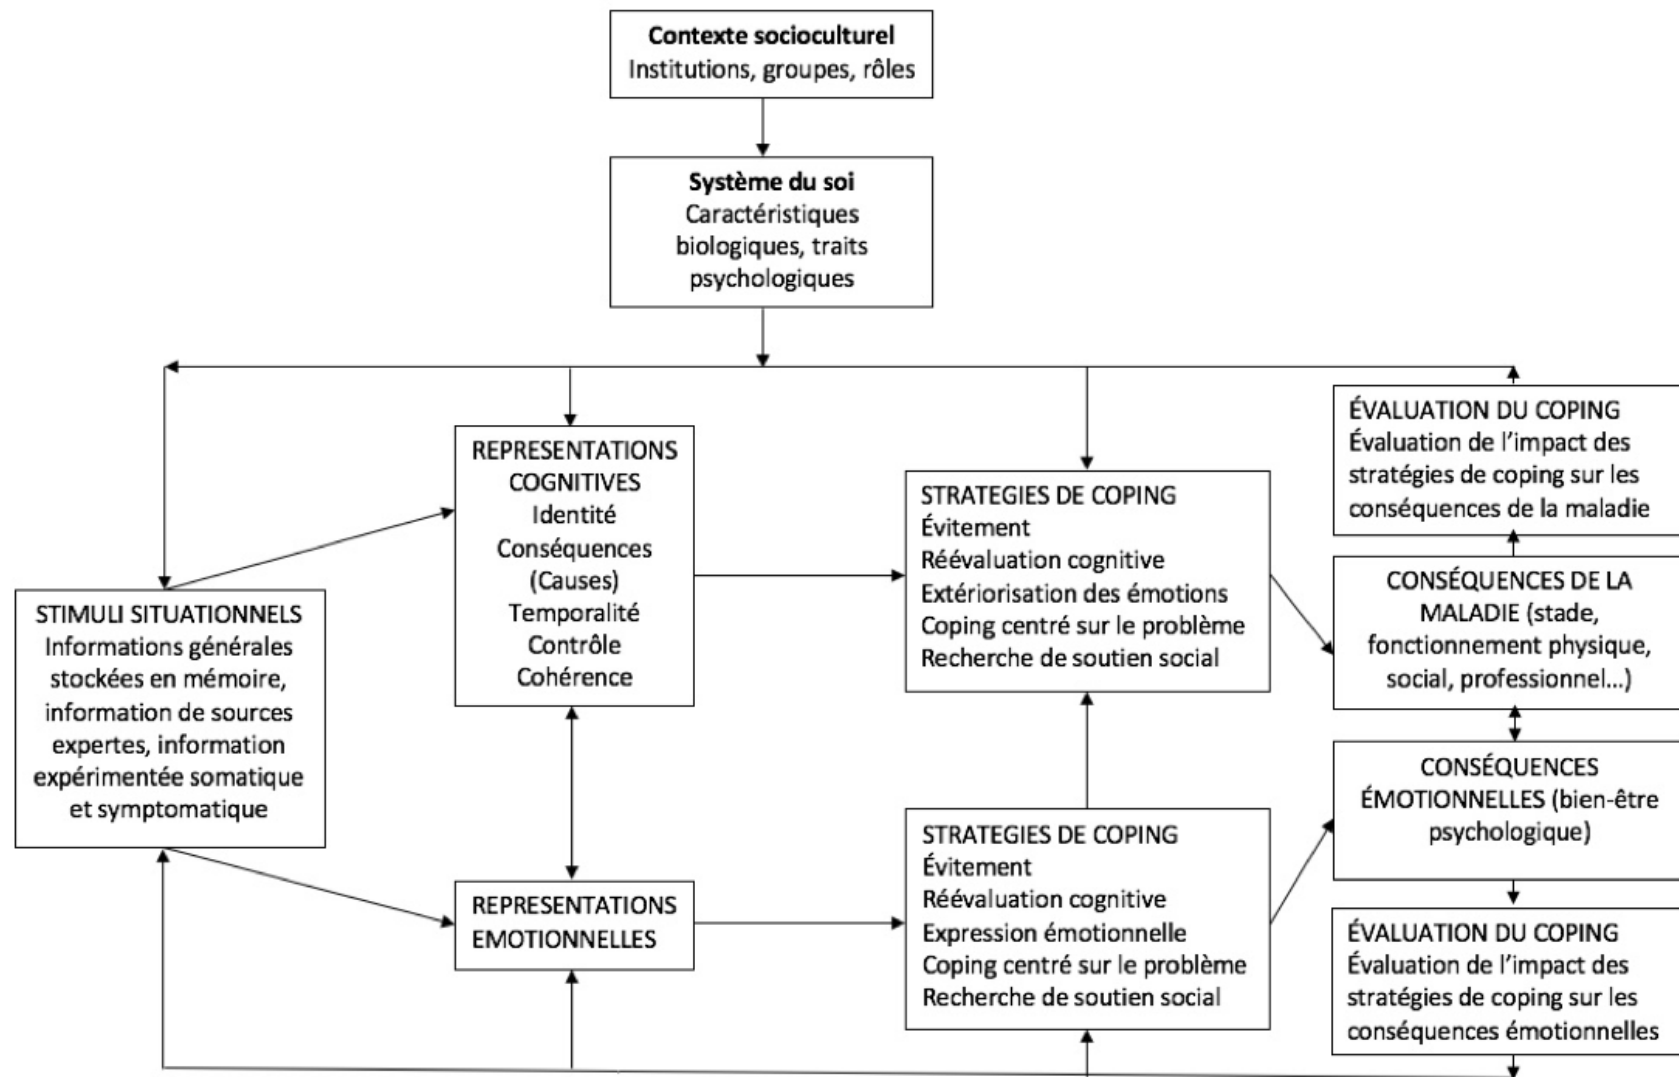 Contexte socioculturel
Institutions, groupes, rôles
Système du soi
Caractéristiques
biologiques, traits
psychologiques
STIMULI SITUATIONNELS
Informations générales
stockées en mémoire,
information de sources
expertes, information
expérimentée somatique
et symptomatique
REPRESENTATIONS
COGNITIVES
Identité
Conséquences
(Causes)
Temporalité
Contrôle
Cohérence
REPRESENTATIONS
EMOTIONNELLES
STRATEGIES DE COPING
Évitement
Réévaluation cognitive
Extériorisation des émotions
Coping centré sur le problème
Recherche de soutien social
STRATEGIES DE COPING
Évitement
Réévaluation cognitive
Expression émotionnelle
Coping centré sur le problème
Recherche de soutien social
ÉVALUATION DU COPING
Évaluation de l'impact des
stratégies de coping sur les
conséquences de la maladie
CONSÉQUENCES DE LA
MALADIE (stade,
fonctionnement physique,
social, professionnel…)
CONSÉQUENCES
ÉMOTIONNELLES (bien-être
psychologique)
ÉVALUATION DU COPING
Évaluation de l'impact des
stratégies de coping sur les
conséquences émotionnelles